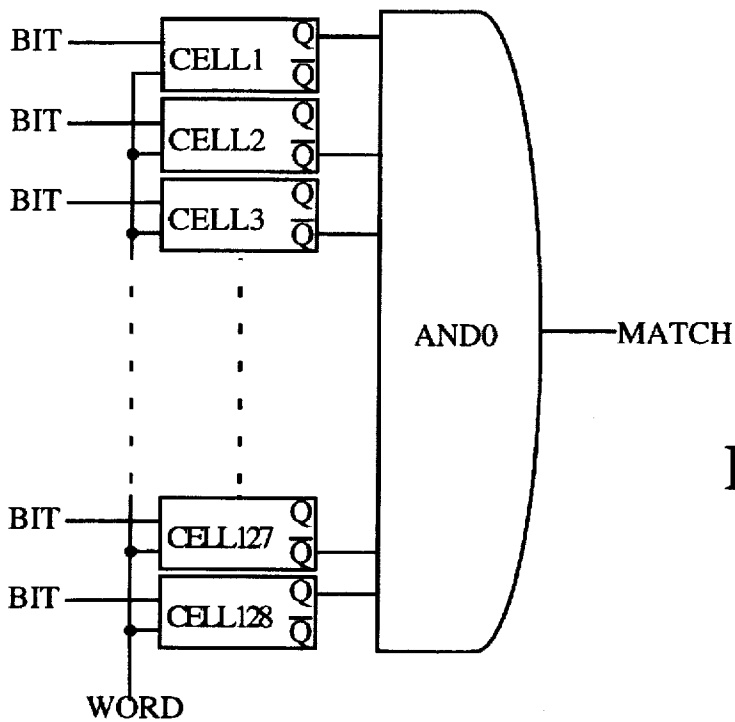 BIT
CELL1
Q
Q̅
BIT
CELL2
Q
Q̅
BIT
CELL3
Q
Q̅
AND0
MATCH
BIT
CELL127
Q
Q̅
BIT
CELL128
Q
Q̅
WORD